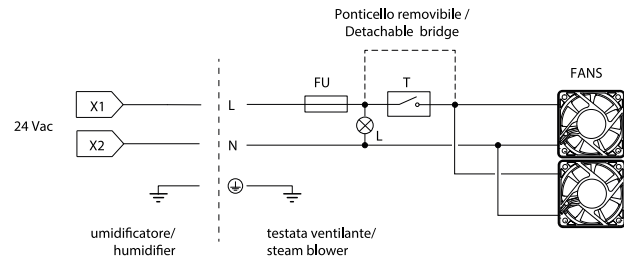 Ponticello removibile /
Detachable bridge
FU
T
FANS
X1
L
24 Vac
L
X2
N
umidificatore/
humidifier
testata ventilante/
steam blower